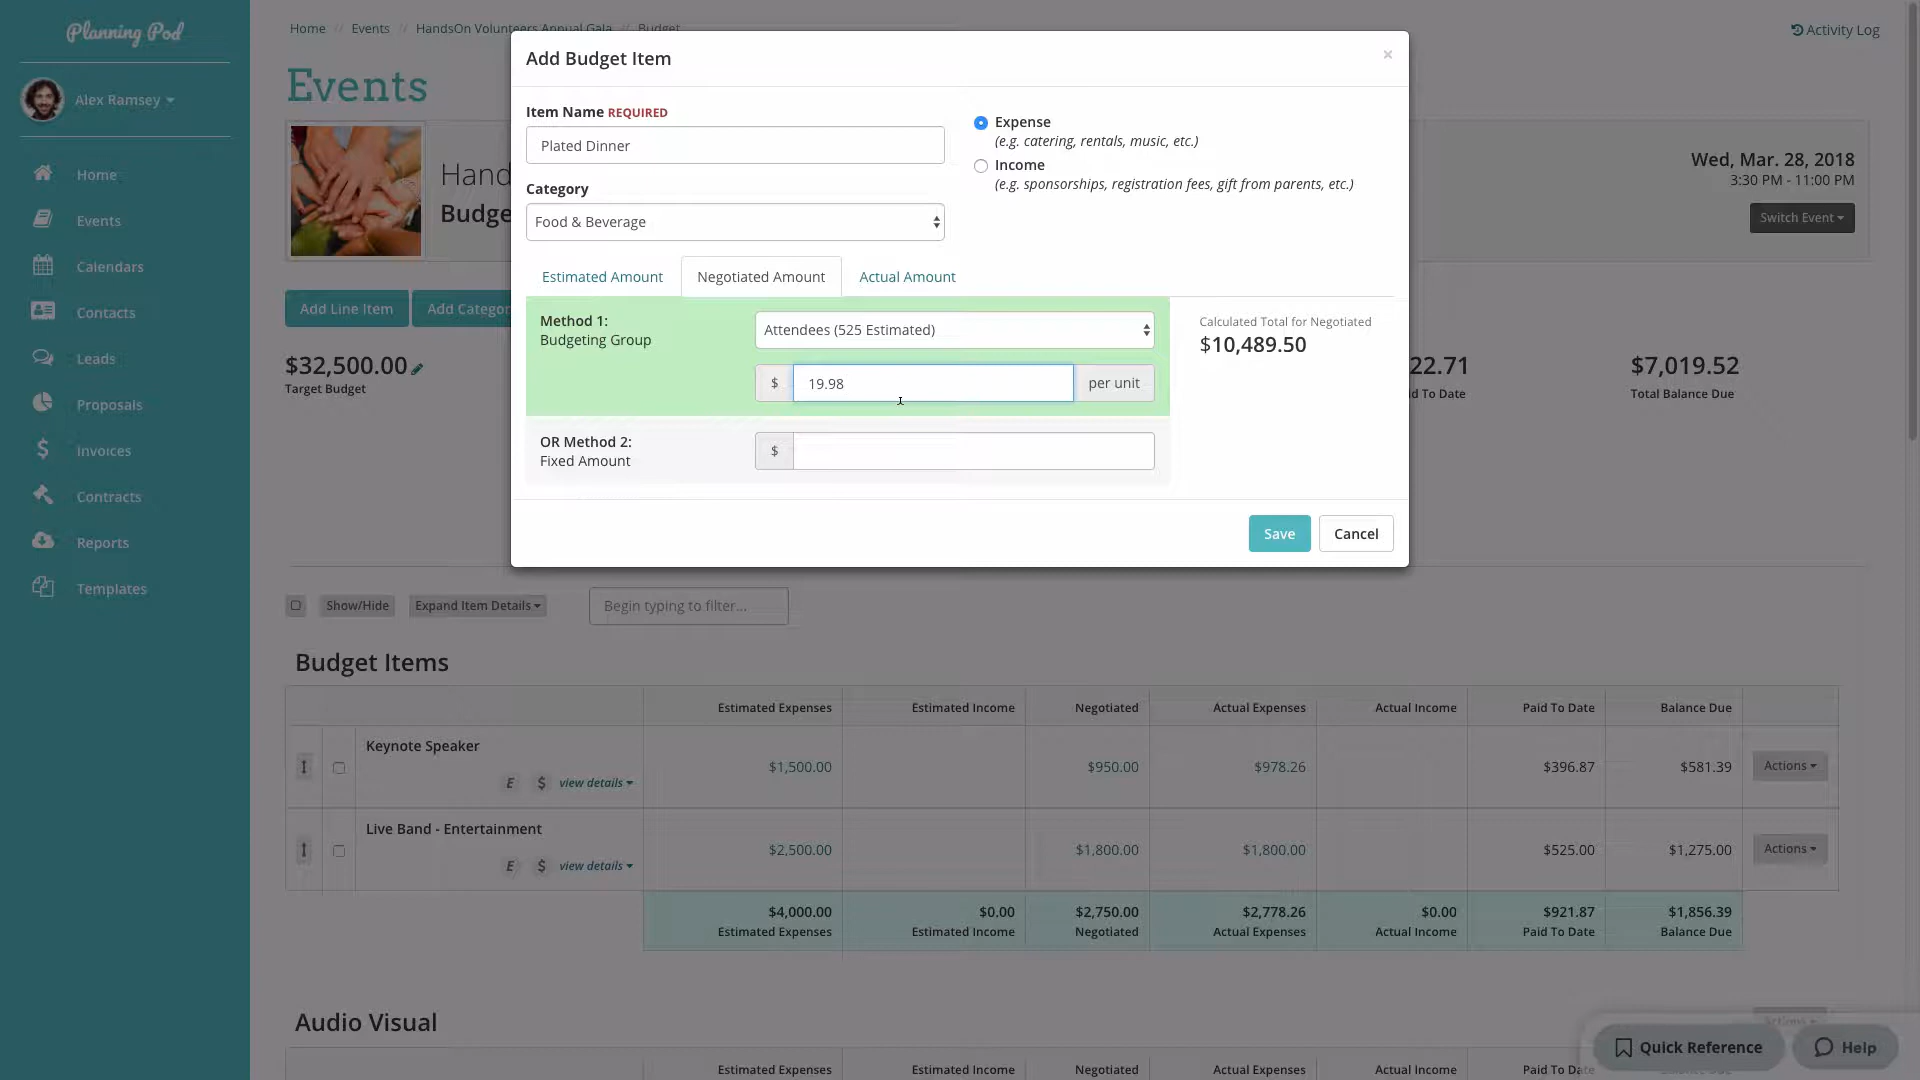 Planning Pod
Alex Ramsey
Home
Events
Calendars
Contacts
Leads
Proposals
Invoices
Contracts
Reports
Templates
Home // Events // HandsOn Volunteers Annual Gala // Budget
Activity Log
Events
Hand
Budge
Wed, Mar. 28, 2018
3:30 PM - 11:00 PM
Switch Event
Add Line Item
Add Categor
$32,500.00
Target Budget
22.71
id To Date
$7,019.52
Total Balance Due
Add Budget Item
×
Item Name REQUIRED
Plated Dinner
Category
Food & Beverage
Expense
(e.g. catering, rentals, music, etc.)
Income
(e.g. sponsorships, registration fees, gift from parents, etc.)
Estimated Amount
Negotiated Amount
Actual Amount
Method 1:
Budgeting Group
Attendees (525 Estimated)
$ 19.98 per unit
OR Method 2:
Fixed Amount
$
Calculated Total for Negotiated
$10,489.50
Save
Cancel
Show/Hide
Expand Item Details
Begin typing to filter...
Budget Items
Estimated Expenses Estimated Income Negotiated Actual Expenses Actual Income Paid To Date Balance Due
Keynote Speaker
E $ view details
$1,500.00 $950.00 $978.26 $396.87 $581.39 Actions
Live Band - Entertainment
E $ view details
$2,500.00 $1,800.00 $1,800.00 $525.00 $1,275.00 Actions
$4,000.00 $0.00 $2,750.00 $2,778.26 $0.00 $921.87 $1,856.39
Estimated Expenses Estimated Income Negotiated Actual Expenses Actual Income Paid To Date Balance Due
Audio Visual
Actions
Estimated Expenses Estimated Income Negotiated Actual Expenses Actual Income Paid To Date Balance Due
Quick Reference
Help